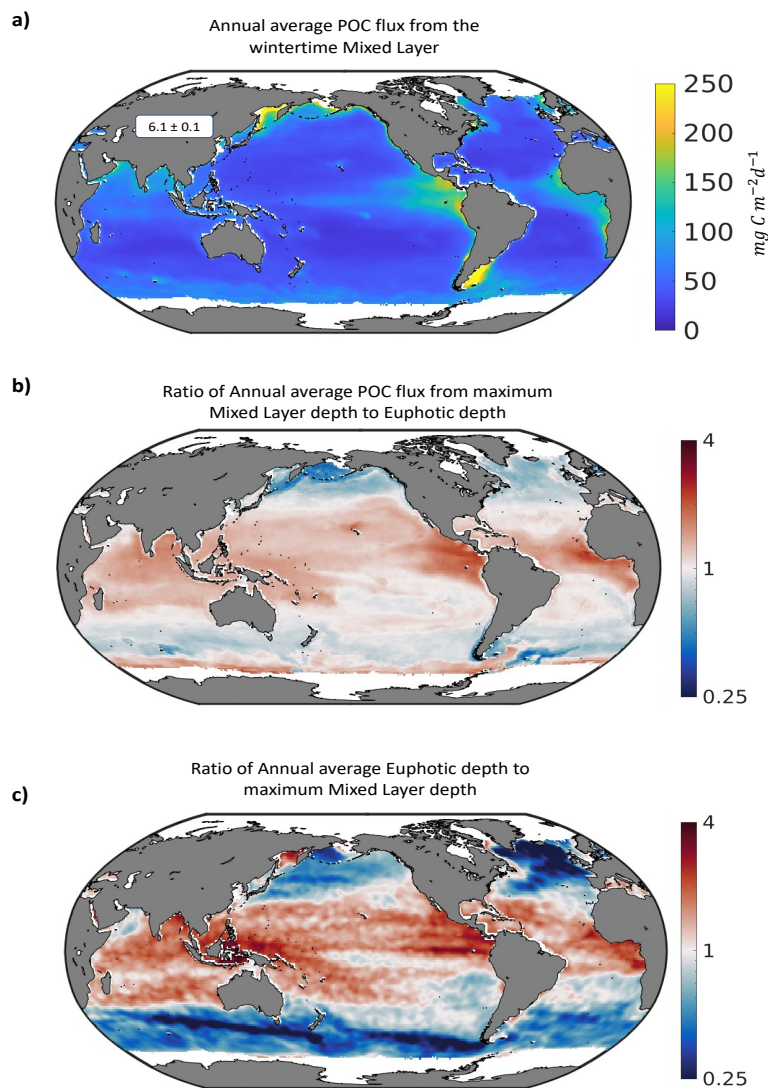 a)
Annual average POC flux from the
wintertime Mixed Layer
6.1 ± 0.1
250
200
150
100
50
0
mg C m⁻²d⁻¹
b)
Ratio of Annual average POC flux from maximum
Mixed Layer depth to Euphotic depth
4
1
0.25
c)
Ratio of Annual average Euphotic depth to
maximum Mixed Layer depth
4
1
0.25